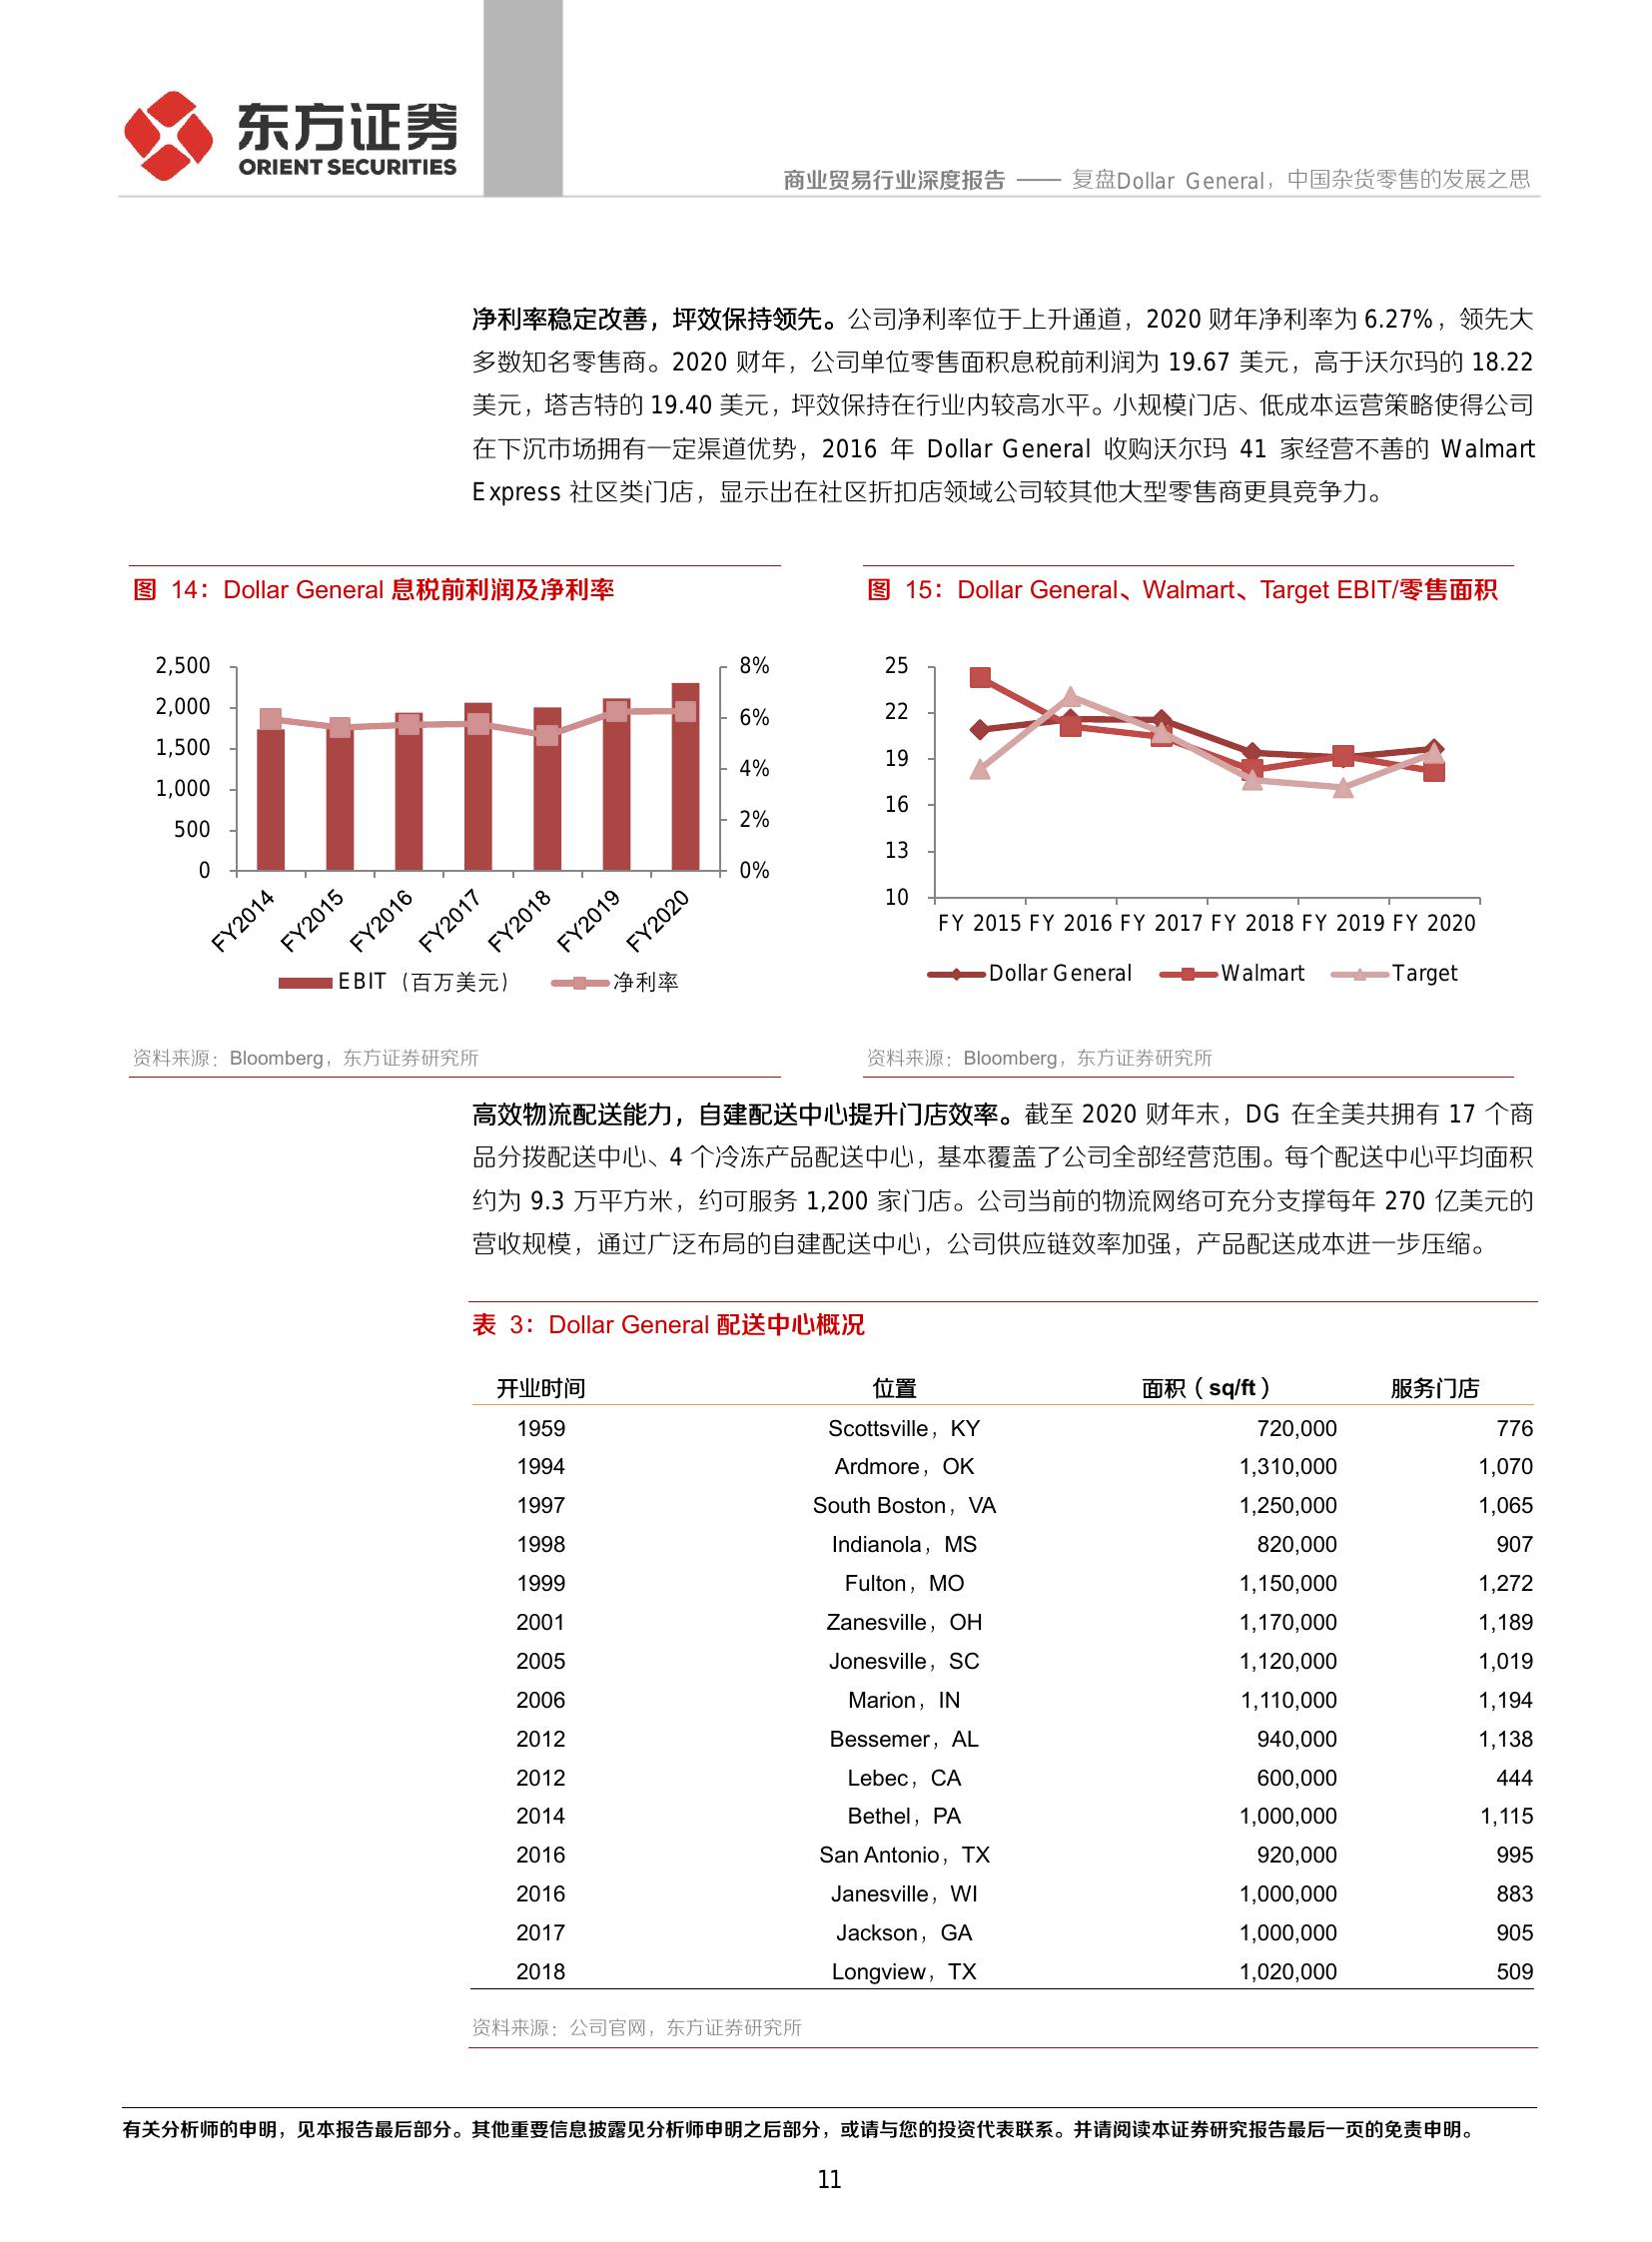 东方证券
ORIENT SECURITIES
商业贸易行业深度报告 —— 复盘Dollar General，中国杂货零售的发展之思
净利率稳定改善，坪效保持领先。公司净利率位于上升通道，2020 财年净利率为 6.27%，领先大
多数知名零售商。2020 财年，公司单位零售面积息税前利润为 19.67 美元，高于沃尔玛的 18.22
美元，塔吉特的 19.40 美元，坪效保持在行业内较高水平。小规模门店、低成本运营策略使得公司
在下沉市场拥有一定渠道优势，2016 年 Dollar General 收购沃尔玛 41 家经营不善的 Walmart
Express 社区类门店，显示出在社区折扣店领域公司较其他大型零售商更具竞争力。
图 14：Dollar General 息税前利润及净利率
2,500
2,000
1,500
1,000
500
0
8%
6%
4%
2%
0%
FY2014 FY2015 FY2016 FY2017 FY2018 FY2019 FY2020
EBIT（百万美元） 净利率
资料来源：Bloomberg，东方证券研究所
图 15：Dollar General、Walmart、Target EBIT/零售面积
25
22
19
16
13
10
FY 2015 FY 2016 FY 2017 FY 2018 FY 2019 FY 2020
Dollar General Walmart Target
资料来源：Bloomberg，东方证券研究所
高效物流配送能力，自建配送中心提升门店效率。截至 2020 财年末，DG 在全美共拥有 17 个商
品分拨配送中心、4 个冷冻产品配送中心，基本覆盖了公司全部经营范围。每个配送中心平均面积
约为 9.3 万平方米，约可服务 1,200 家门店。公司当前的物流网络可充分支撑每年 270 亿美元的
营收规模，通过广泛布局的自建配送中心，公司供应链效率加强，产品配送成本进一步压缩。
表 3：Dollar General 配送中心概况
开业时间 位置 面积（sq/ft） 服务门店
1959 Scottsville，KY 720,000 776
1994 Ardmore，OK 1,310,000 1,070
1997 South Boston，VA 1,250,000 1,065
1998 Indianola，MS 820,000 907
1999 Fulton，MO 1,150,000 1,272
2001 Zanesville，OH 1,170,000 1,189
2005 Jonesville，SC 1,120,000 1,019
2006 Marion，IN 1,110,000 1,194
2012 Bessemer，AL 940,000 1,138
2012 Lebec，CA 600,000 444
2014 Bethel，PA 1,000,000 1,115
2016 San Antonio，TX 920,000 995
2016 Janesville，WI 1,000,000 883
2017 Jackson，GA 1,000,000 905
2018 Longview，TX 1,020,000 509
资料来源：公司官网，东方证券研究所
有关分析师的申明，见本报告最后部分。其他重要信息披露见分析师申明之后部分，或请与您的投资代表联系。并请阅读本证券研究报告最后一页的免责申明。
11